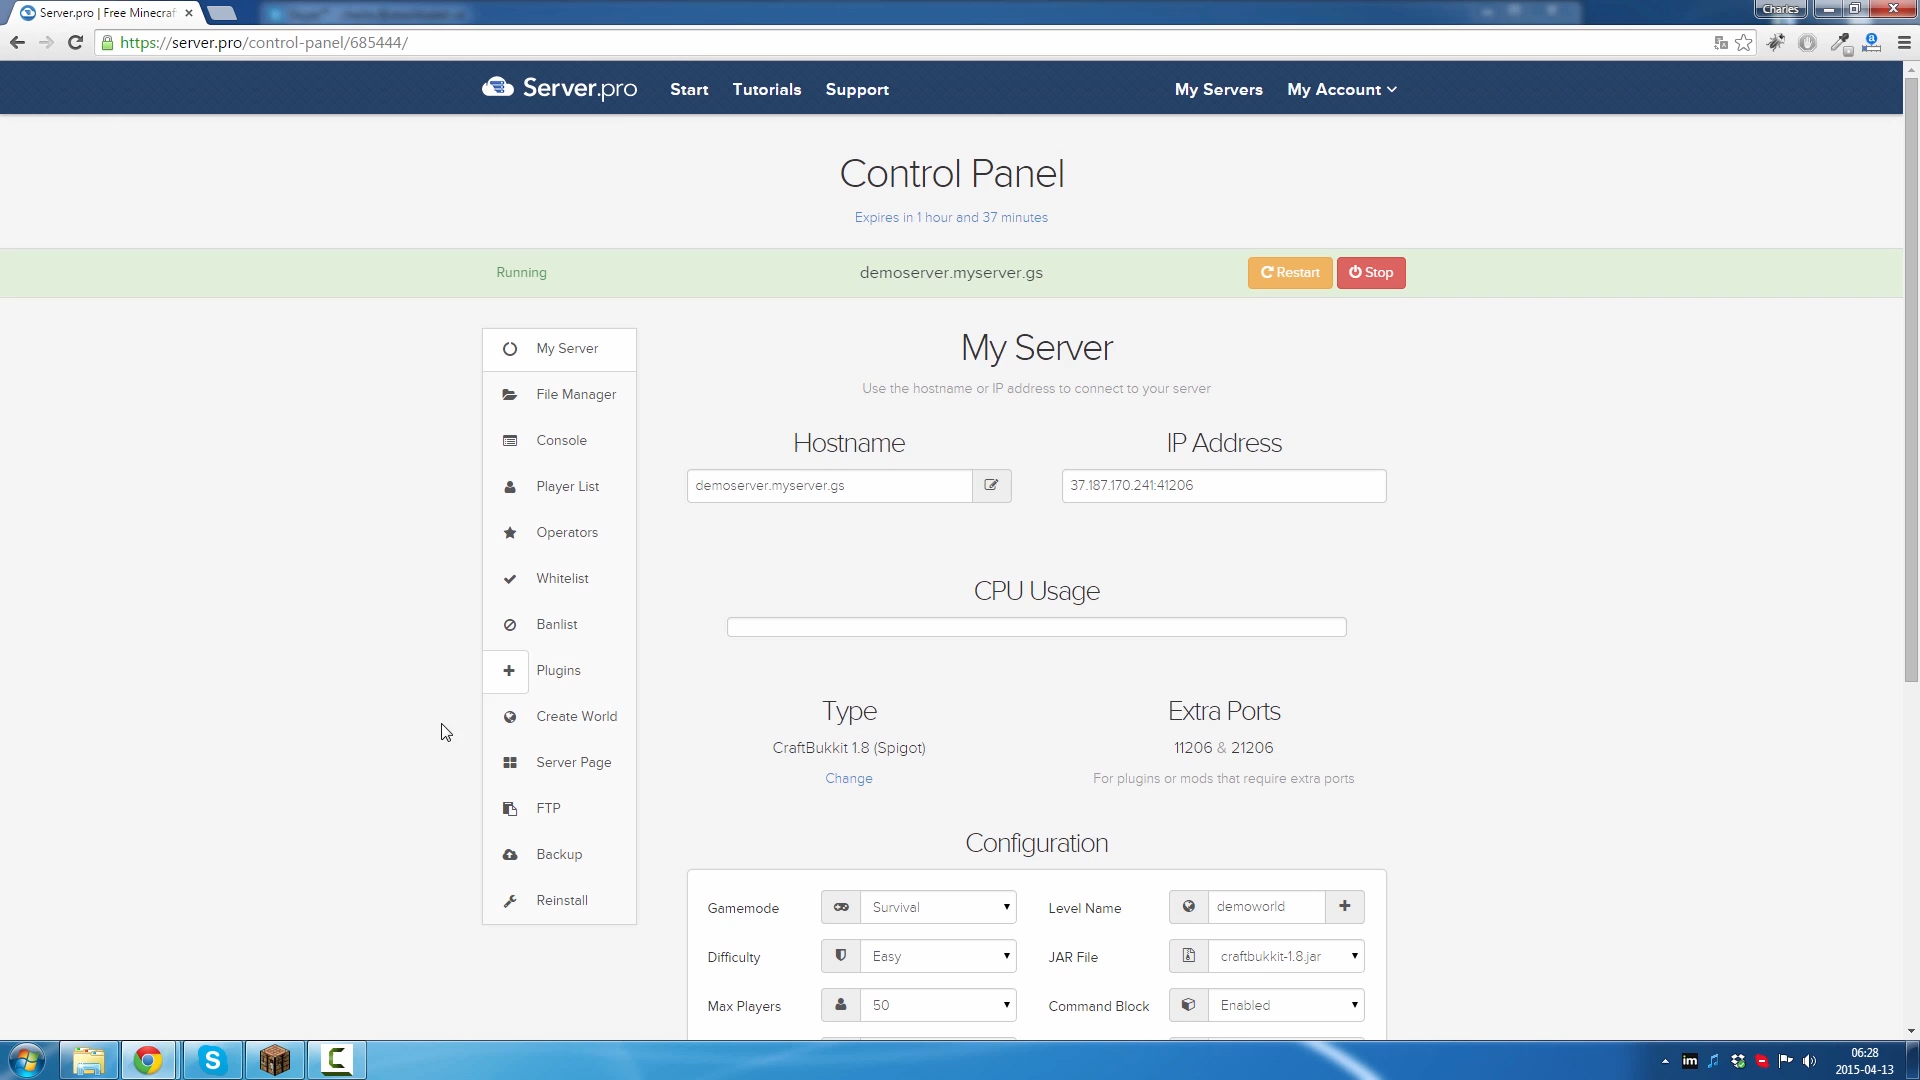 Server.pro | Free Minecraf
Charles
https://server.pro/control-panel/685444/
Server.pro
Start
Tutorials
Support
My Servers
My Account
Control Panel
Expires in 1 hour and 37 minutes
Running
demoserver.myserver.gs
Restart
Stop
My Server
File Manager
Console
Player List
Operators
Whitelist
Banlist
Plugins
Create World
Server Page
FTP
Backup
Reinstall
My Server
Use the hostname or IP address to connect to your server
Hostname
IP Address
demoserver.myserver.gs
37.187.170.241:41206
CPU Usage
Type
Extra Ports
CraftBukkit 1.8 (Spigot)
11206 & 21206
Change
For plugins or mods that require extra ports
Configuration
Gamemode
Survival
Level Name
demoworld
Difficulty
Easy
JAR File
craftbukkit-1.8.jar
Max Players
50
Command Block
Enabled
im
06:28
2015-04-13